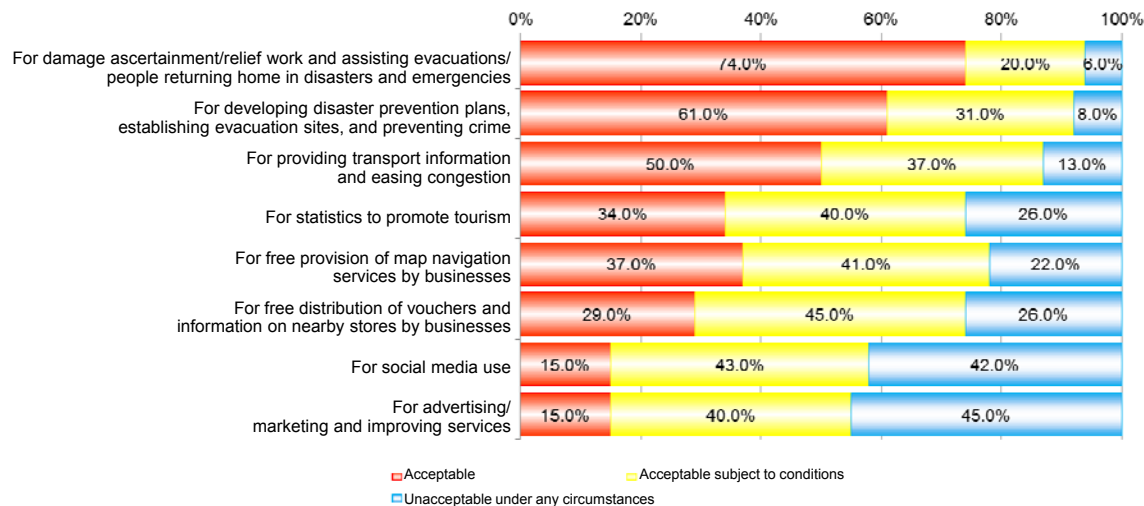 0% 20% 40% 60% 80% 100%
For damage ascertainment/relief work and assisting evacuations/
people returning home in disasters and emergencies
74.0% 20.0% 6.0%
For developing disaster prevention plans,
establishing evacuation sites, and preventing crime
61.0% 31.0% 8.0%
For providing transport information
and easing congestion
50.0% 37.0% 13.0%
For statistics to promote tourism
34.0% 40.0% 26.0%
For free provision of map navigation
services by businesses
37.0% 41.0% 22.0%
For free distribution of vouchers and
information on nearby stores by businesses
29.0% 45.0% 26.0%
For social media use
15.0% 43.0% 42.0%
For advertising/
marketing and improving services
15.0% 40.0% 45.0%
Acceptable
Acceptable subject to conditions
Unacceptable under any circumstances